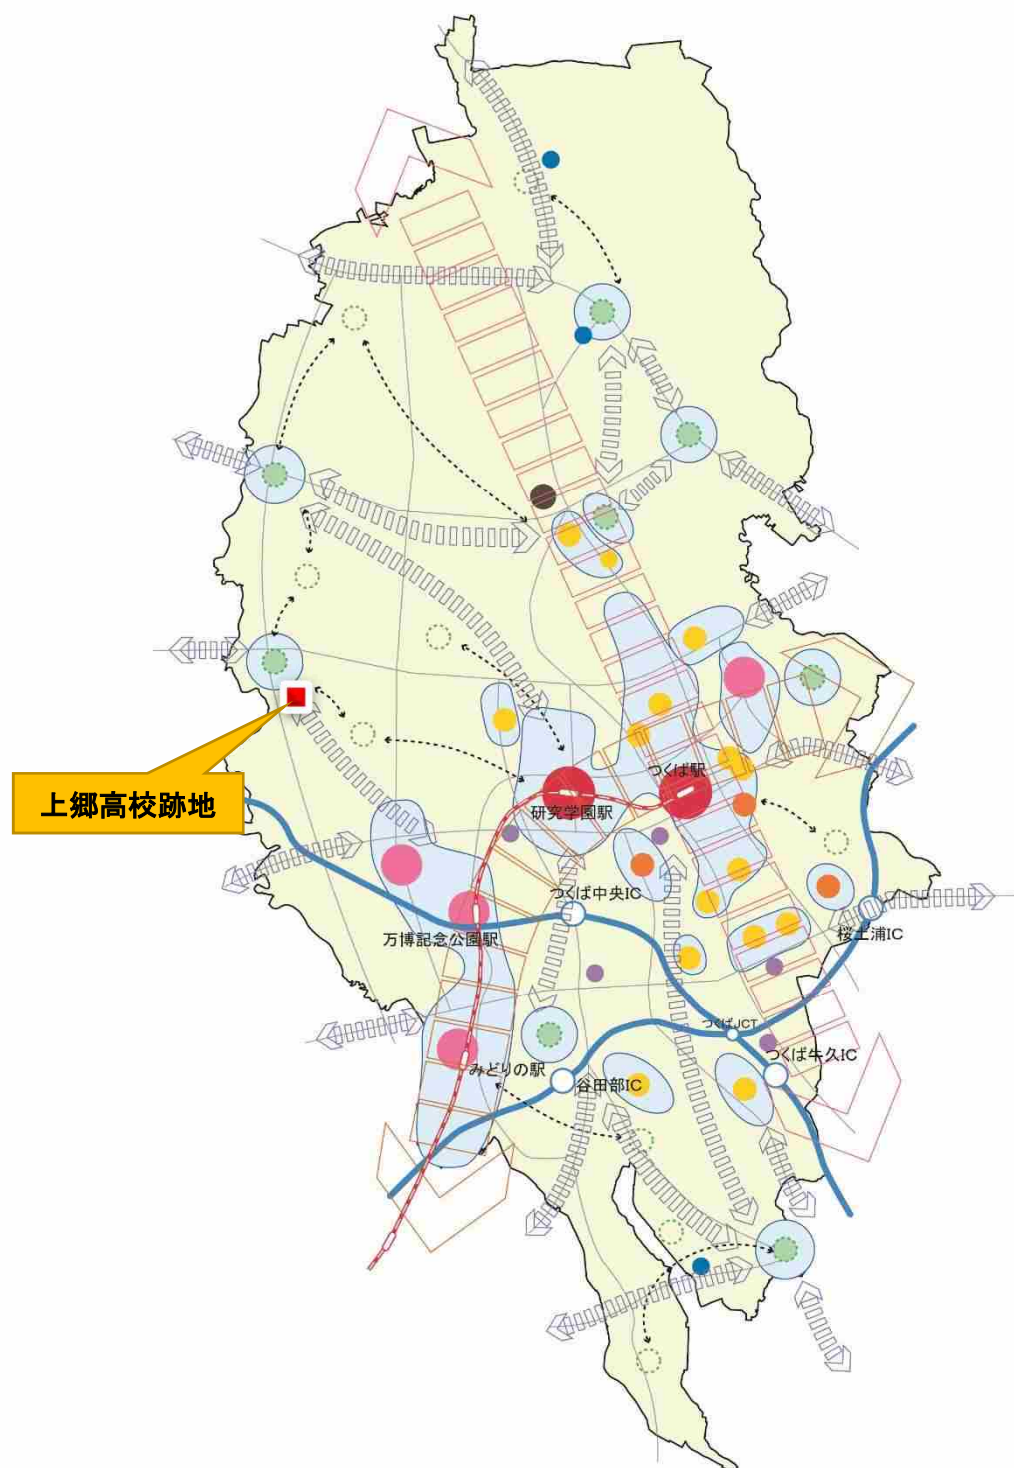 つくば駅
研究学園駅
上郷高校跡地
つくば中央IC
万博記念公園駅
桜土浦IC
つくばJCT
つくば牛久IC
みどりの駅
谷田部IC